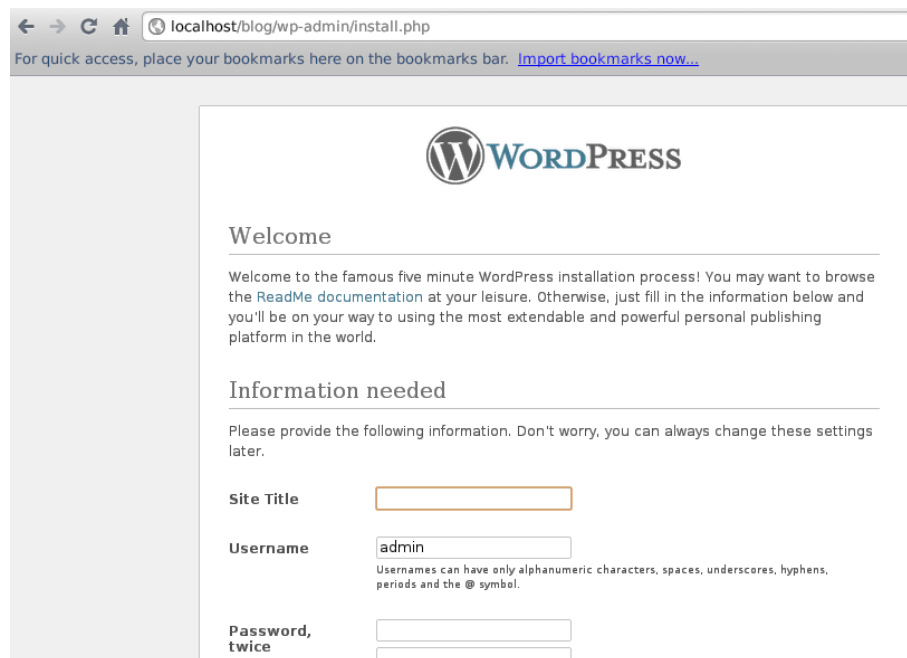 localhost/blog/wp-admin/install.php
For quick access, place your bookmarks here on the bookmarks bar. Import bookmarks now...
WORDPRESS
Welcome
Welcome to the famous five minute WordPress installation process! You may want to browse
the ReadMe documentation at your leisure. Otherwise, just fill in the information below and
you'll be on your way to using the most extendable and powerful personal publishing
platform in the world.
Information needed
Please provide the following information. Don't worry, you can always change these settings
later.
Site Title
Username admin
Usernames can have only alphanumeric characters, spaces, underscores, hyphens,
periods and the @ symbol.
Password,
twice